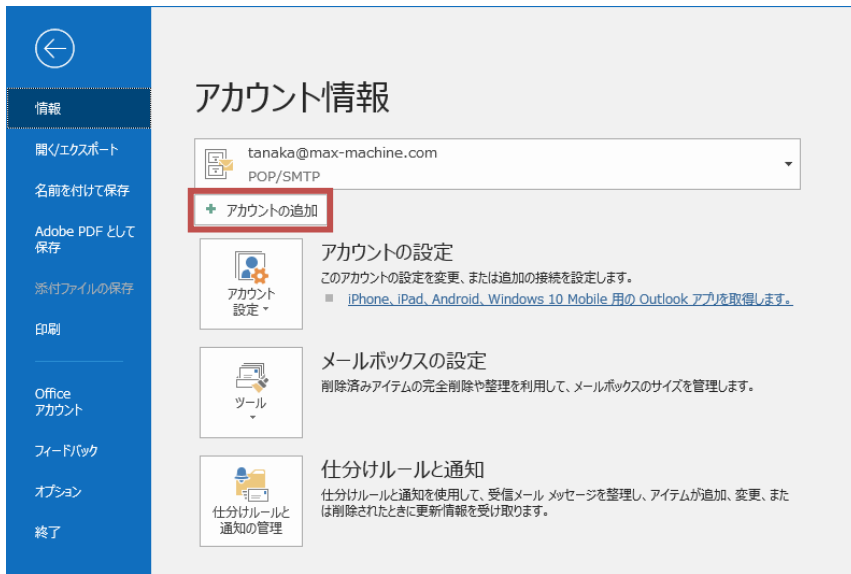 情報
開く/エクスポート
名前を付けて保存
Adobe PDF として
保存
添付ファイルの保存
印刷
Office
アカウント
フィードバック
オプション
終了
アカウント情報
tanaka@max-machine.com
POP/SMTP
アカウントの追加
アカウント
設定
アカウントの設定
このアカウントの設定を変更、または追加の接続を設定します。
iPhone、iPad、Android、Windows 10 Mobile 用の Outlook アプリを取得します。
ツール
メールボックスの設定
削除済みアイテムの完全削除や整理を利用して、メールボックスのサイズを管理します。
仕分けルールと
通知の管理
仕分けルールと通知
仕分けルールと通知を使用して、受信メール メッセージを整理し、アイテムが追加、変更、また
は削除されたときに更新情報を受け取ります。